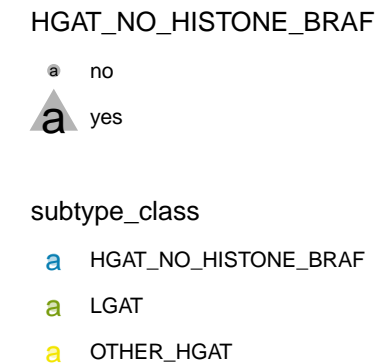 HGAT_NO_HISTONE_BRAF
a no
a yes
subtype_class
a HGAT_NO_HISTONE_BRAF
a LGAT
a OTHER_HGAT